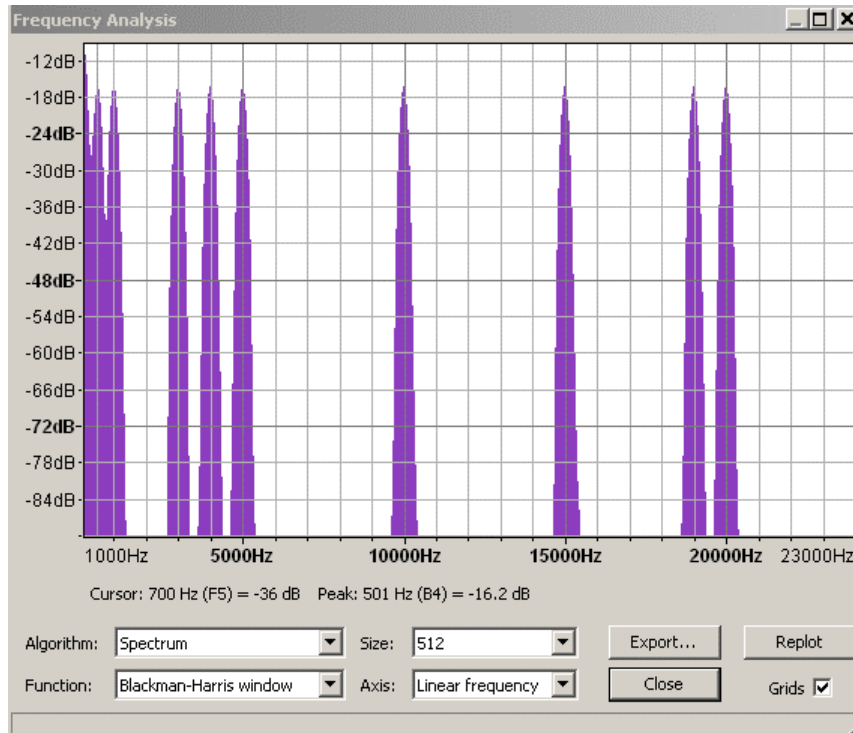 Frequency Analysis
-12dB
-18dB
-24dB
-30dB
-36dB
-42dB
-48dB
-54dB
-60dB
-66dB
-72dB
-78dB
-84dB
1000Hz 5000Hz 10000Hz 15000Hz 20000Hz 23000Hz
Cursor: 700 Hz (F5) = -36 dB Peak: 501 Hz (B4) = -16.2 dB
Algorithm: Spectrum Size: 512 Export... Replot
Function: Blackman-Harris window Axis: Linear frequency Close Grids